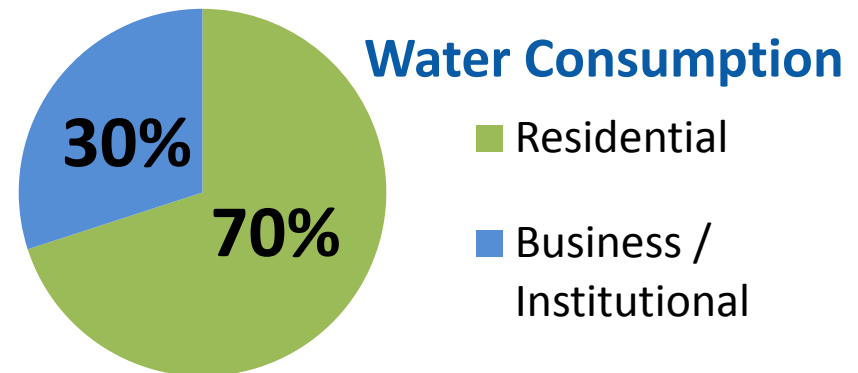 Water Consumption
30%
70%
Residential
Business /
Institutional